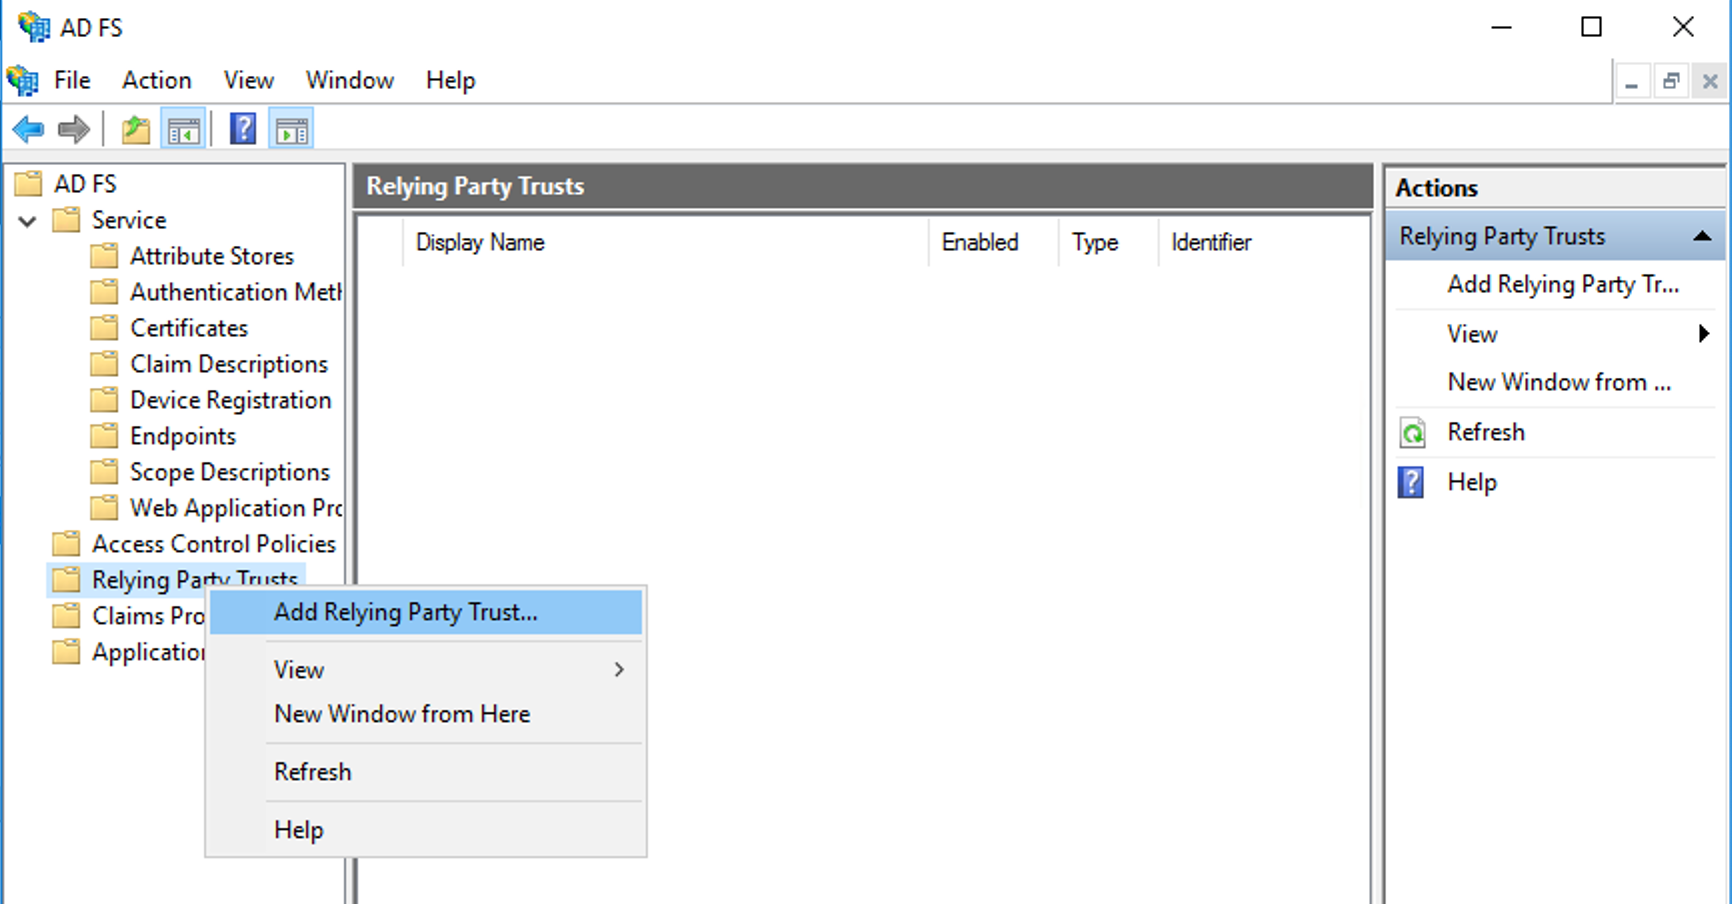 AD FS
File Action View Window Help
AD FS
Service
Attribute Stores
Authentication Meth
Certificates
Claim Descriptions
Device Registration
Endpoints
Scope Descriptions
Web Application Pro
Access Control Policies
Relying Party Trusts
Claims Pro
Application
Add Relying Party Trust...
View
New Window from Here
Refresh
Help
Relying Party Trusts
Display Name Enabled Type Identifier
Actions
Relying Party Trusts
Add Relying Party Tr...
View
New Window from ...
Refresh
Help